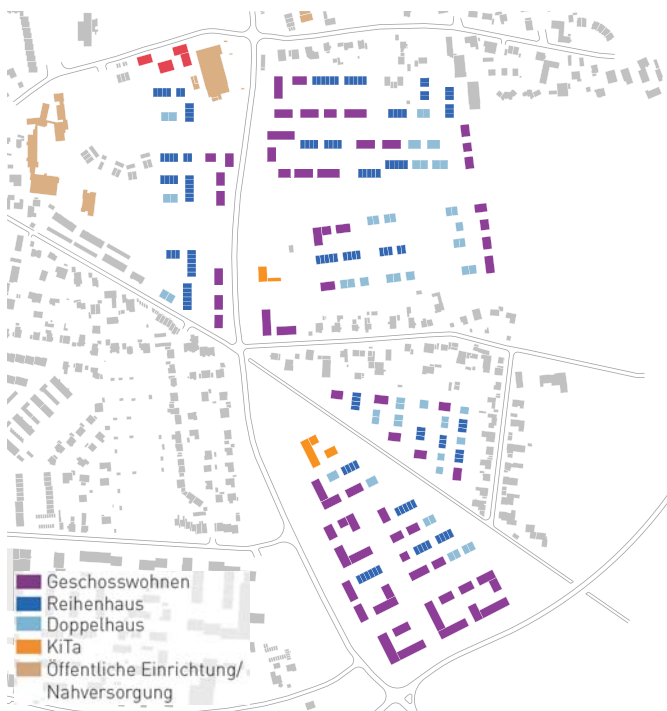 Geschosswohnen
Reihenhaus
Doppelhaus
KiTa
Öffentliche Einrichtung/
Nahversorgung